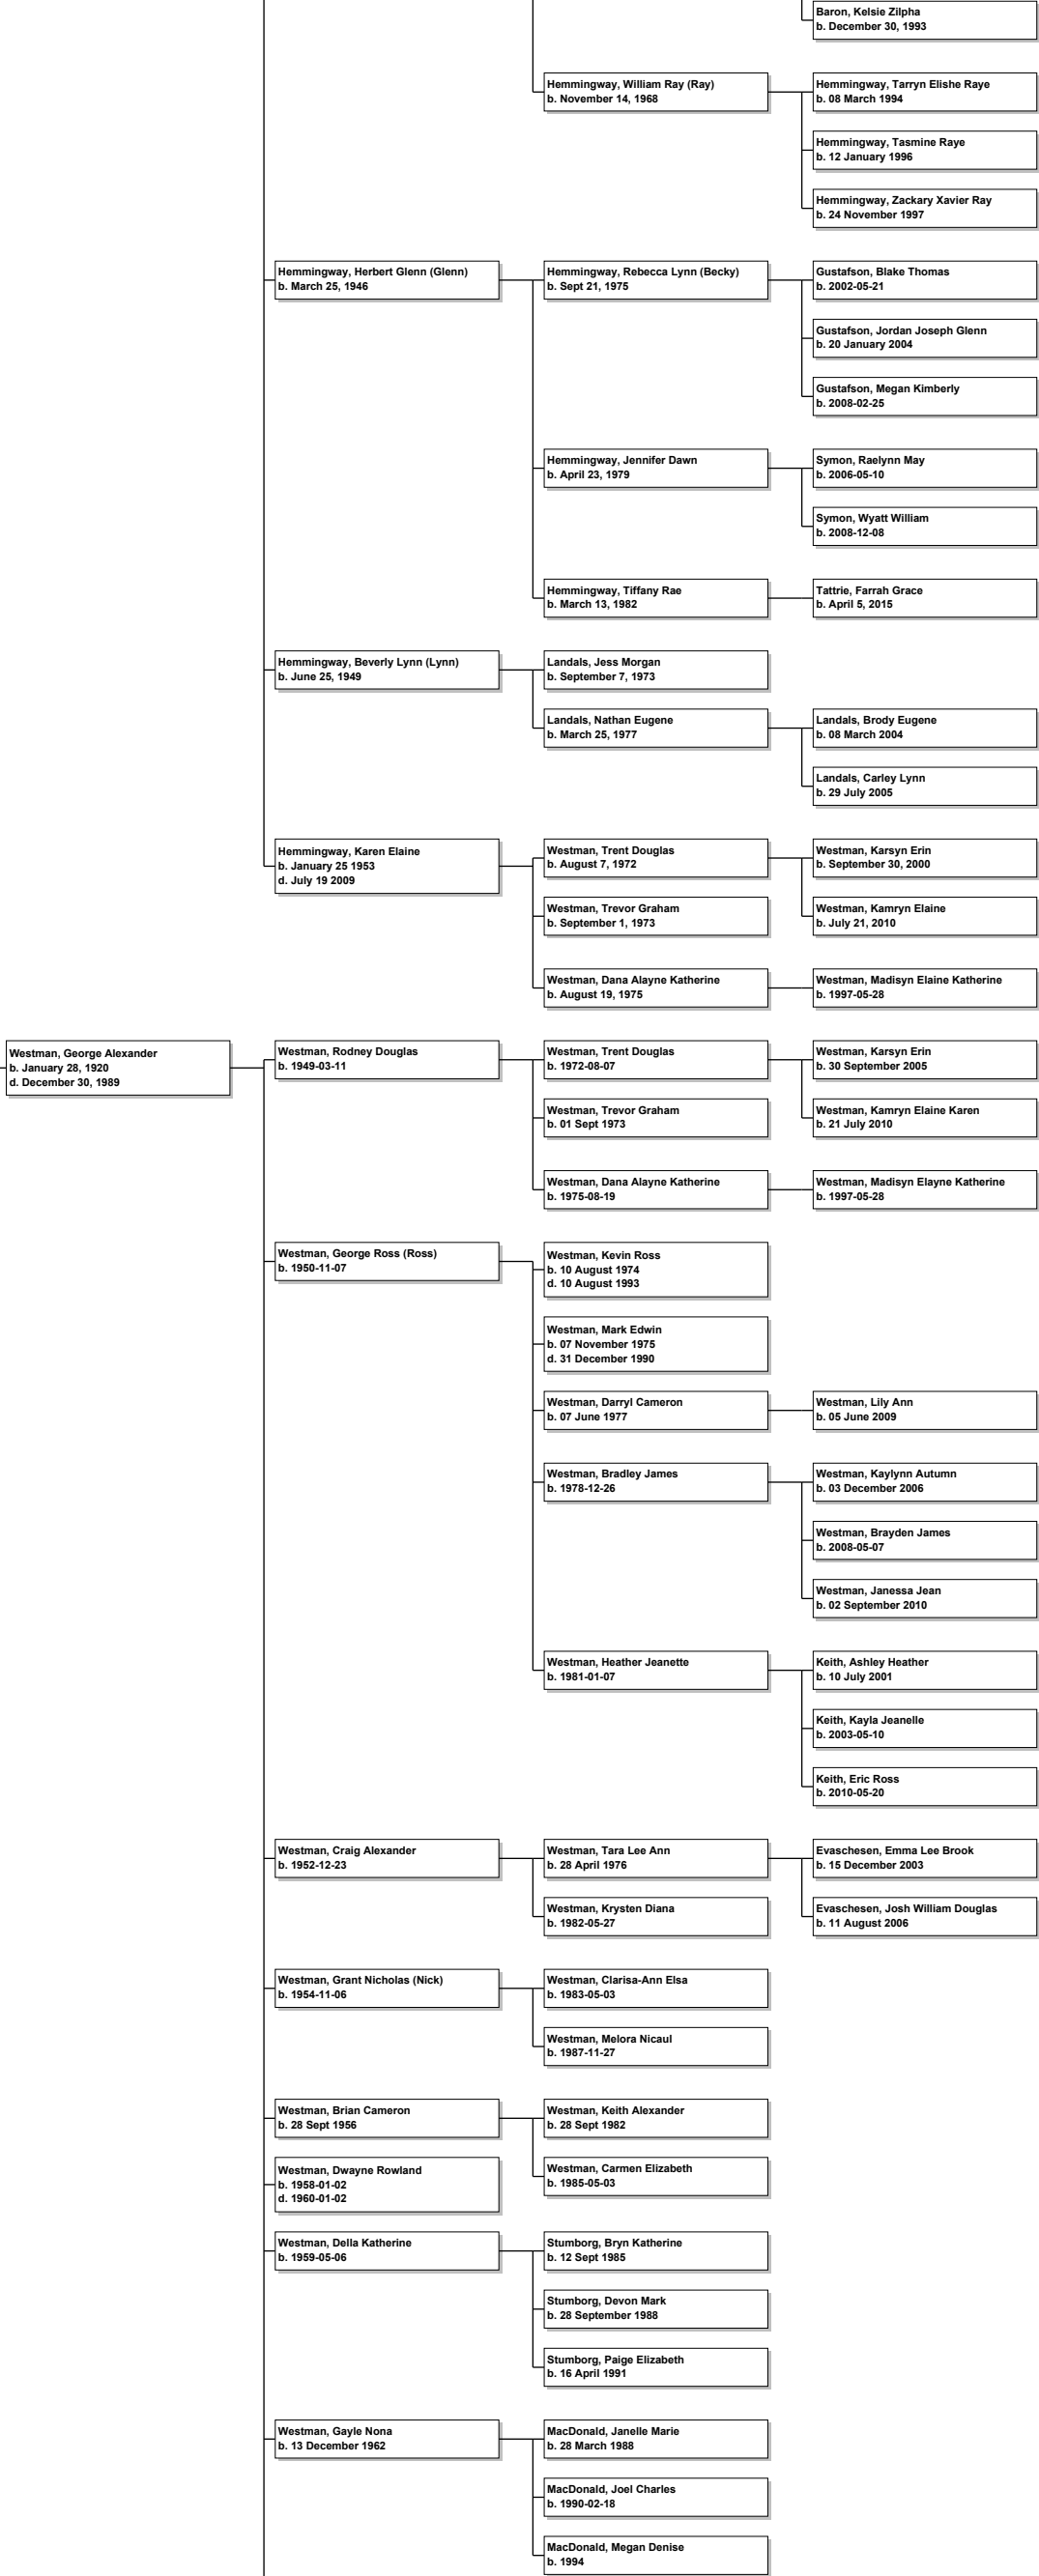 Baron, Kelsie Zilpha
b. December 30, 1993
Hemmingway, William Ray (Ray)
b. November 14, 1968
Hemmingway, Tarryn Elishe Raye
b. 08 March 1994
Hemmingway, Tasmine Raye
b. 12 January 1996
Hemmingway, Zackary Xavier Ray
b. 24 November 1997
Hemmingway, Herbert Glenn (Glenn)
b. March 25, 1946
Hemmingway, Rebecca Lynn (Becky)
b. Sept 21, 1975
Gustafson, Blake Thomas
b. 2002-05-21
Gustafson, Jordan Joseph Glenn
b. 20 January 2004
Gustafson, Megan Kimberly
b. 2008-02-25
Hemmingway, Jennifer Dawn
b. April 23, 1979
Symon, Raelynn May
b. 2006-05-10
Symon, Wyatt William
b. 2008-12-08
Hemmingway, Tiffany Rae
b. March 13, 1982
Tattrie, Farrah Grace
b. April 5, 2015
Hemmingway, Beverly Lynn (Lynn)
b. June 25, 1949
Landals, Jess Morgan
b. September 7, 1973
Landals, Nathan Eugene
b. March 25, 1977
Landals, Brody Eugene
b. 08 March 2004
Landals, Carley Lynn
b. 29 July 2005
Hemmingway, Karen Elaine
b. January 25 1953
d. July 19 2009
Westman, Trent Douglas
b. August 7, 1972
Westman, Karsyn Erin
b. September 30, 2000
Westman, Kamryn Elaine
b. July 21, 2010
Westman, Trevor Graham
b. September 1, 1973
Westman, Dana Alayne Katherine
b. August 19, 1975
Westman, Madisyn Elaine Katherine
b. 1997-05-28
Westman, George Alexander
b. January 28, 1920
d. December 30, 1989
Westman, Rodney Douglas
b. 1949-03-11
Westman, Trent Douglas
b. 1972-08-07
Westman, Karsyn Erin
b. 30 September 2005
Westman, Kamryn Elaine Karen
b. 21 July 2010
Westman, Trevor Graham
b. 01 Sept 1973
Westman, Dana Alayne Katherine
b. 1975-08-19
Westman, Madisyn Elayne Katherine
b. 1997-05-28
Westman, George Ross (Ross)
b. 1950-11-07
Westman, Kevin Ross
b. 10 August 1974
d. 10 August 1993
Westman, Mark Edwin
b. 07 November 1975
d. 31 December 1990
Westman, Darryl Cameron
b. 07 June 1977
Westman, Lily Ann
b. 05 June 2009
Westman, Bradley James
b. 1978-12-26
Westman, Kaylynn Autumn
b. 03 December 2006
Westman, Brayden James
b. 2008-05-07
Westman, Janessa Jean
b. 02 September 2010
Westman, Heather Jeanette
b. 1981-01-07
Keith, Ashley Heather
b. 10 July 2001
Keith, Kayla Jeanelle
b. 2003-05-10
Keith, Eric Ross
b. 2010-05-20
Westman, Craig Alexander
b. 1952-12-23
Westman, Tara Lee Ann
b. 28 April 1976
Evaschesen, Emma Lee Brook
b. 15 December 2003
Evaschesen, Josh William Douglas
b. 11 August 2006
Westman, Krysten Diana
b. 1982-05-27
Westman, Grant Nicholas (Nick)
b. 1954-11-06
Westman, Clarisa-Ann Elsa
b. 1983-05-03
Westman, Melora Nicaul
b. 1987-11-27
Westman, Brian Cameron
b. 28 Sept 1956
Westman, Keith Alexander
b. 28 Sept 1982
Westman, Carmen Elizabeth
b. 1985-05-03
Westman, Dwayne Rowland
b. 1958-01-02
d. 1960-01-02
Westman, Della Katherine
b. 1959-05-06
Stumborg, Bryn Katherine
b. 12 Sept 1985
Stumborg, Devon Mark
b. 28 September 1988
Stumborg, Paige Elizabeth
b. 16 April 1991
Westman, Gayle Nona
b. 13 December 1962
MacDonald, Janelle Marie
b. 28 March 1988
MacDonald, Joel Charles
b. 1990-02-18
MacDonald, Megan Denise
b. 1994